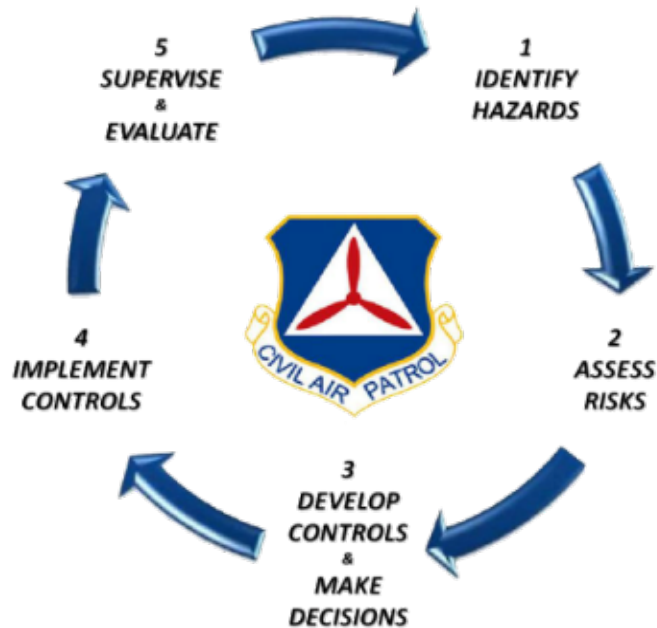 1
IDENTIFY
HAZARDS
2
ASSESS
RISKS
3
DEVELOP
CONTROLS
&
MAKE
DECISIONS
4
IMPLEMENT
CONTROLS
5
SUPERVISE
&
EVALUATE
CIVIL AIR PATROL